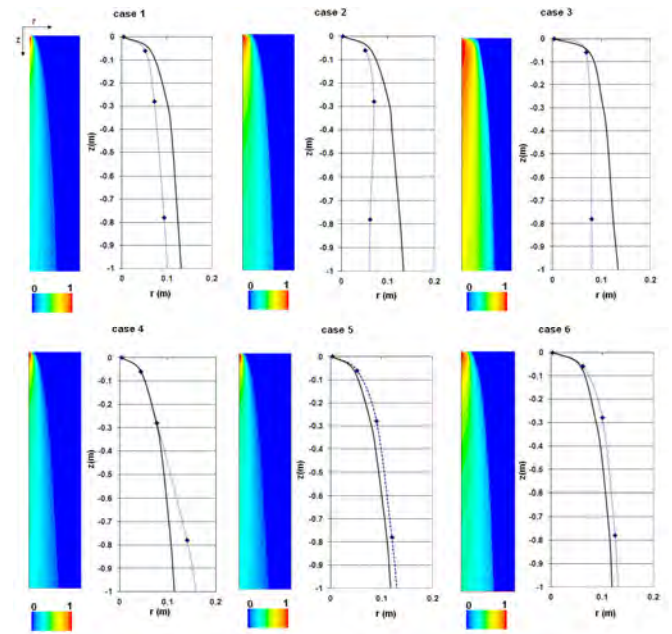 case 1 case 2 case 3
r
z
0 0 0
-0.1 -0.1 -0.1
-0.2 -0.2 -0.2
-0.3 -0.3 -0.3
-0.4 -0.4 -0.4
z(m) -0.5 z(m) -0.5 z(m) -0.5
-0.6 -0.6 -0.6
-0.7 -0.7 -0.7
-0.8 -0.8 -0.8
-0.9 -0.9 -0.9
-1 -1 -1
0 0.1 0.2 0 0.1 0.2 0 0.1 0.2
0 1 r (m) 0 1 r (m) 0 1 r (m)
case 4 case 5 case 6
0 0 0
-0.1 -0.1 -0.1
-0.2 -0.2 -0.2
-0.3 -0.3 -0.3
-0.4 -0.4 -0.4
z(m) -0.5 z(m) -0.5 z(m) -0.5
-0.6 -0.6 -0.6
-0.7 -0.7 -0.7
-0.8 -0.8 -0.8
-0.9 -0.9 -0.9
-1 -1 -1
0 0.1 0.2 0 0.1 0.2 0 0.1 0.2
0 1 r (m) 0 1 r (m) 0 1 r (m)